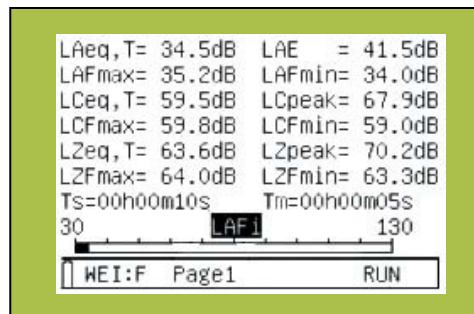 LAeq,T= 34.5dB LAE = 41.5dB
LAFmax= 35.2dB LAFmin= 34.0dB
LCeq,T= 59.5dB LCpeak= 67.9dB
LCFmax= 59.8dB LCFmin= 59.0dB
LZeq,T= 63.6dB LZpeak= 70.2dB
LZFmax= 64.0dB LZFmin= 63.3dB
Ts=00h00m10s Tm=00h00m05s
30 LAFi 130
WEI:F Page1 RUN